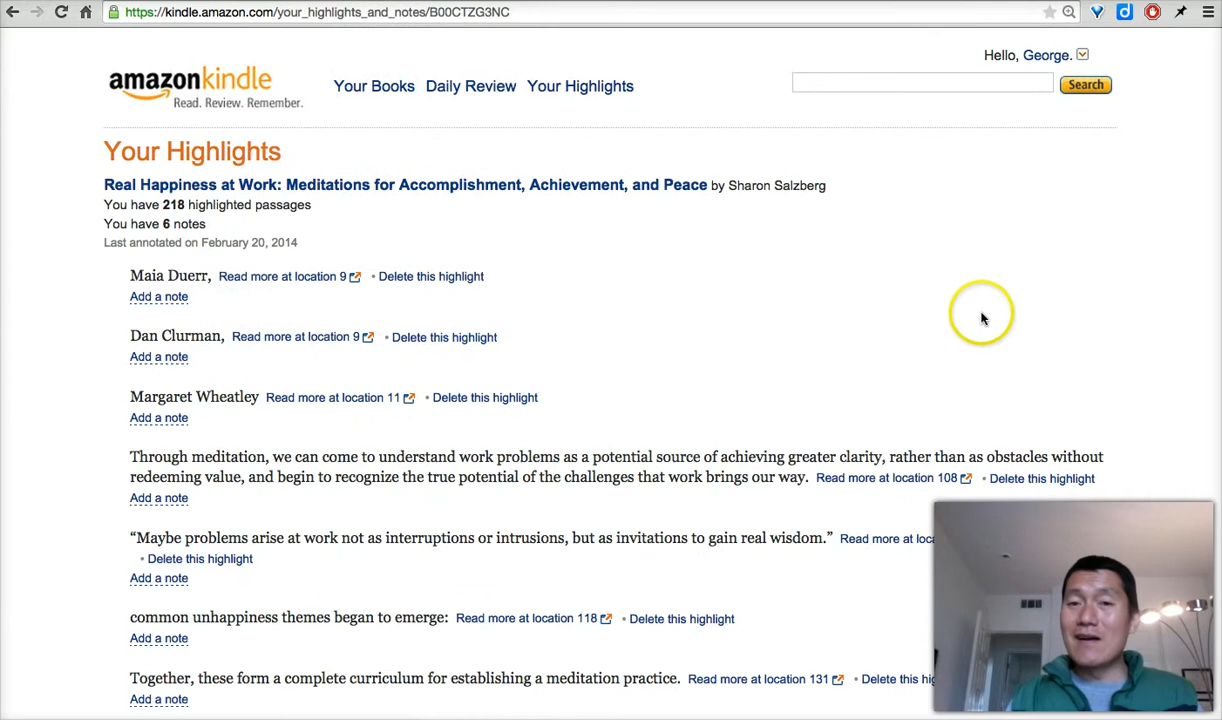 https://kindle.amazon.com/your_highlights_and_notes/B00CTZG3NC
Hello, George.
amazonkindle
Read. Review. Remember.
Your Books Daily Review Your Highlights
Search
Your Highlights
Real Happiness at Work: Meditations for Accomplishment, Achievement, and Peace by Sharon Salzberg
You have 218 highlighted passages
You have 6 notes
Last annotated on February 20, 2014
Maia Duerr, Read more at location 9 • Delete this highlight
Add a note
Dan Clurman, Read more at location 9 • Delete this highlight
Add a note
Margaret Wheatley Read more at location 11 • Delete this highlight
Add a note
Through meditation, we can come to understand work problems as a potential source of achieving greater clarity, rather than as obstacles without
redeeming value, and begin to recognize the true potential of the challenges that work brings our way. Read more at location 108 • Delete this highlight
Add a note
“Maybe problems arise at work not as interruptions or intrusions, but as invitations to gain real wisdom.” Read more at loca
• Delete this highlight
Add a note
common unhappiness themes began to emerge: Read more at location 118 • Delete this highlight
Add a note
Together, these form a complete curriculum for establishing a meditation practice. Read more at location 131 • Delete this hig
Add a note